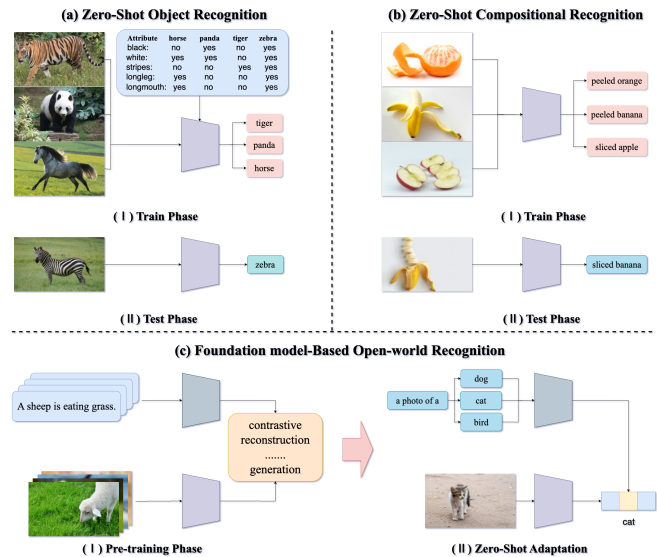 (a) Zero-Shot Object Recognition
Attribute horse panda tiger zebra
black: no yes no yes
white: yes yes no yes
stripes: no no yes yes
longleg: yes no no yes
longmouth: yes no no yes
tiger
panda
horse
(Ⅰ) Train Phase
zebra
(Ⅱ) Test Phase
(b) Zero-Shot Compositional Recognition
peeled orange
peeled banana
sliced apple
(Ⅰ) Train Phase
sliced banana
(Ⅱ) Test Phase
(c) Foundation model-Based Open-world Recognition
A sheep is eating grass.
contrastive
reconstruction
.......
generation
(Ⅰ) Pre-training Phase
a photo of a
dog
cat
bird
cat
(Ⅱ) Zero-Shot Adaptation